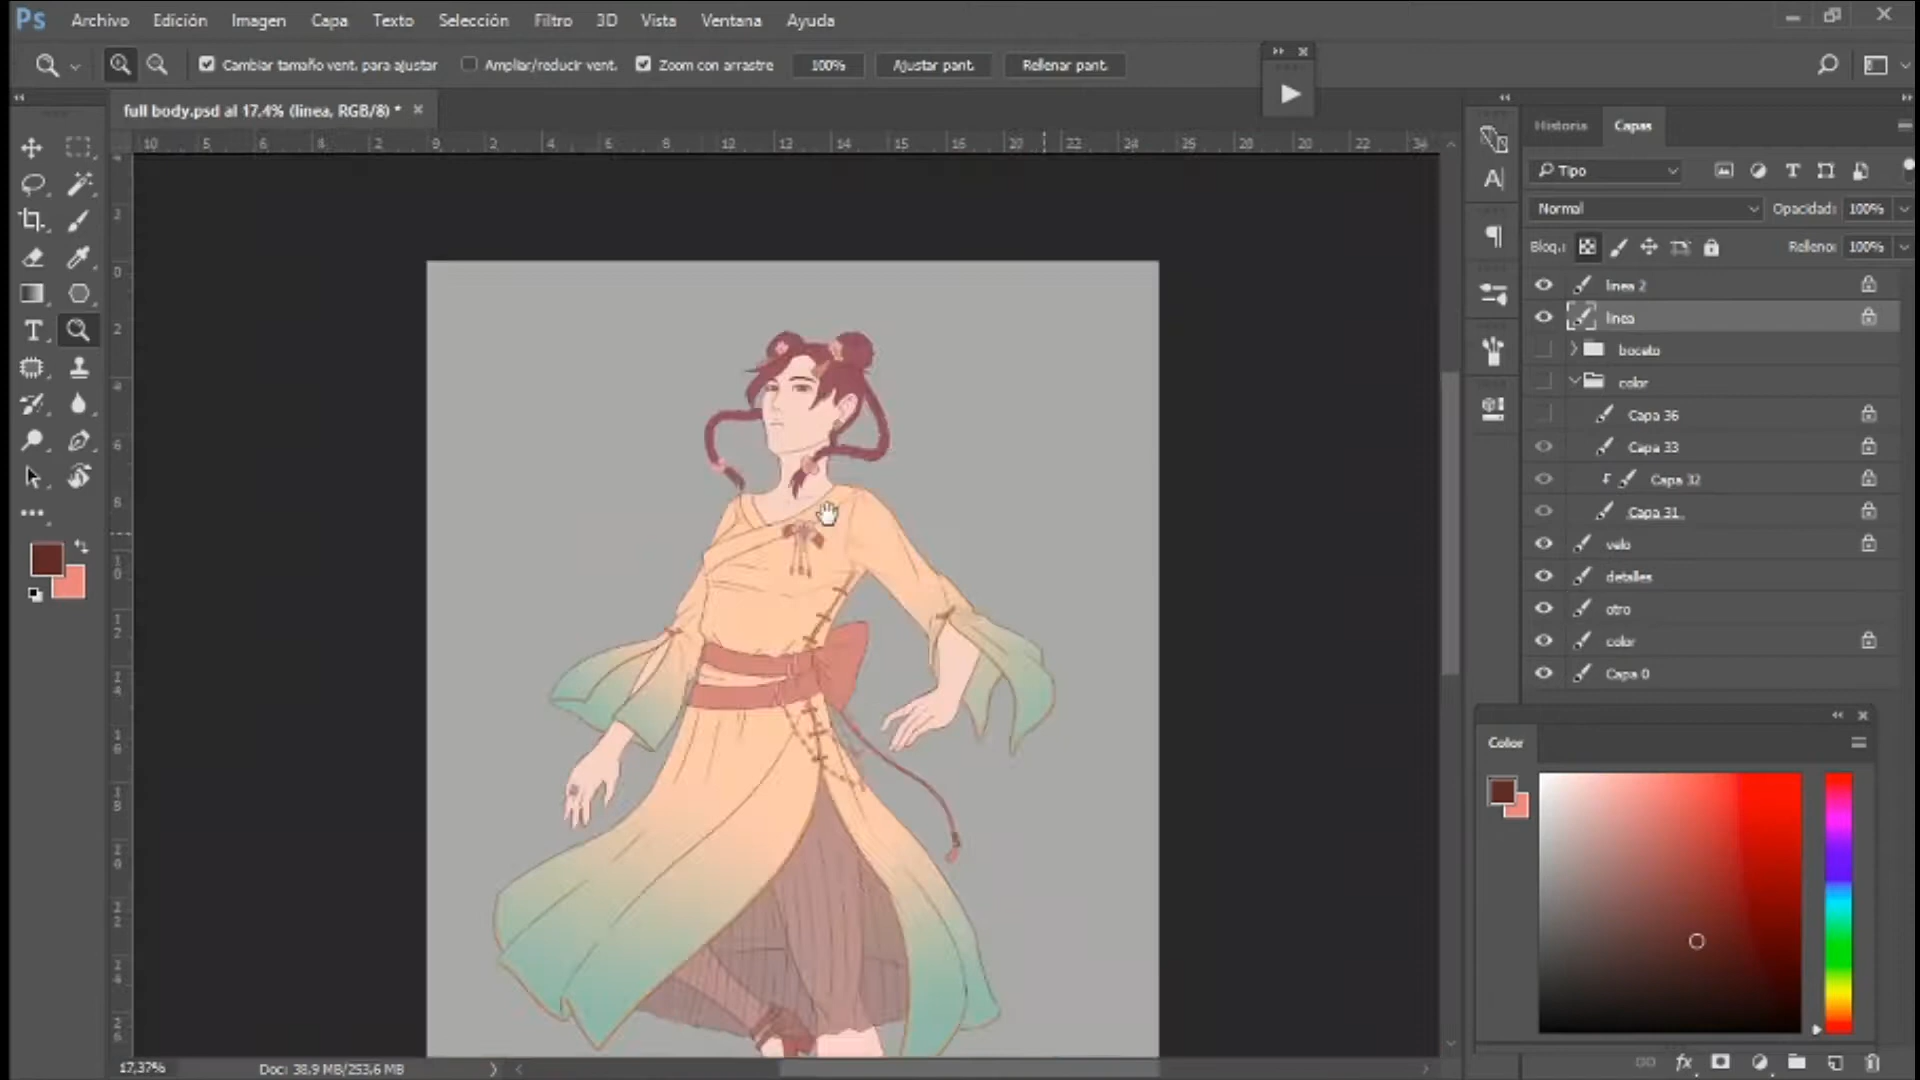 Ps Archivo Edición Imagen Capa Texto Selección Filtro 3D Vista Ventana Ayuda
Cambiar tamaño vent. para ajustar Ampliar/reducir vent. Zoom con arrastre 100% Ajustar pant. Rellenar pant.
full body.psd al 17.4% (linea, RGB/8) *
Historia Capas
Tipo
Normal Opacidad: 100%
Bloq.: Relleno: 100%
linea 2
linea
boceto
color
Capa 36
Capa 33
Capa 32
Capa 31
velo
detalles
otro
color
Capa 0
Color
17,37% Doc: 38,9 MB/253,6 MB